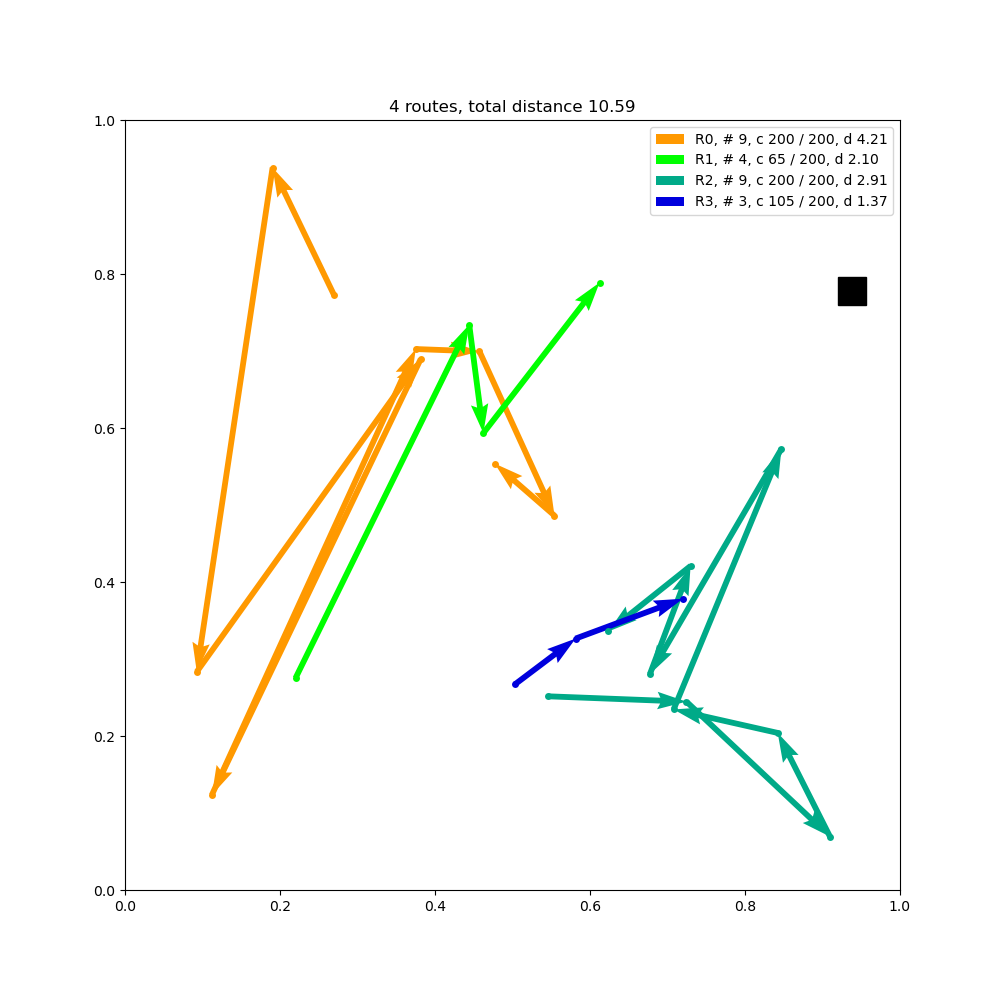 4 routes, total distance 10.59
R0, # 9, c 200 / 200, d 4.21
R1, # 4, c 65 / 200, d 2.10
R2, # 9, c 200 / 200, d 2.91
R3, # 3, c 105 / 200, d 1.37
1.0
0.8
0.6
0.4
0.2
0.0
0.0 0.2 0.4 0.6 0.8 1.0